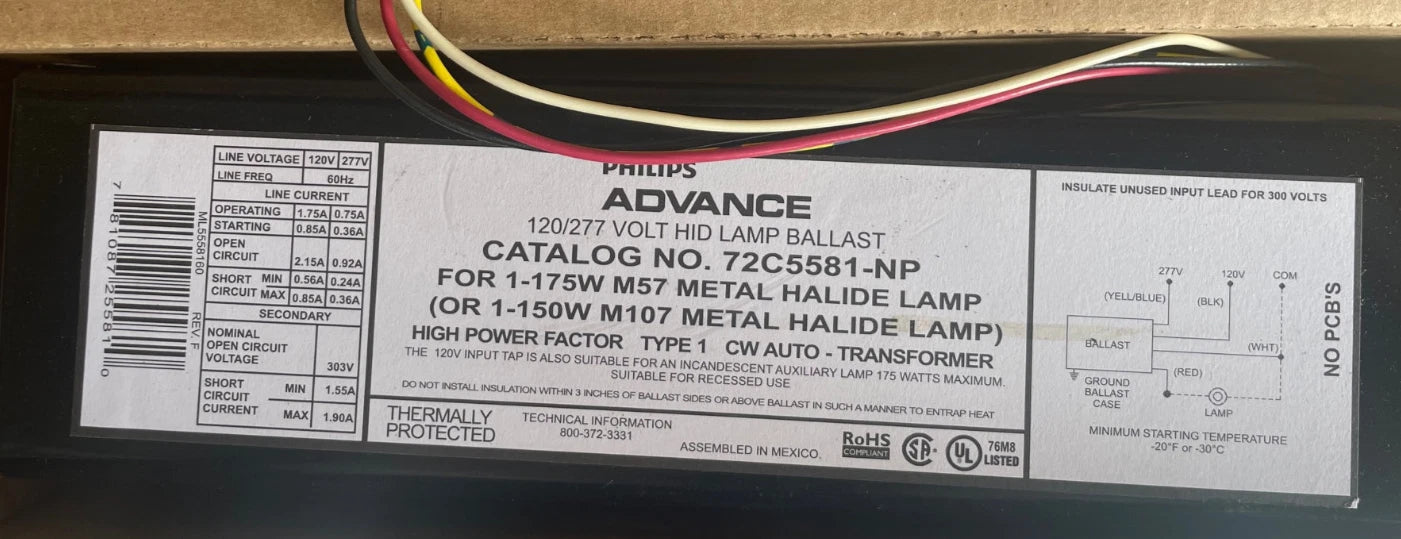 7 81087 25581 0
ML5558160 REV. F
LINE VOLTAGE 120V 277V
LINE FREQ 60Hz
LINE CURRENT
OPERATING 1.75A 0.75A
STARTING 0.85A 0.36A
OPEN
CIRCUIT 2.15A 0.92A
SHORT MIN 0.56A 0.24A
CIRCUIT MAX 0.85A 0.36A
SECONDARY
NOMINAL
OPEN CIRCUIT
VOLTAGE 303V
SHORT
CIRCUIT MIN 1.55A
CURRENT MAX 1.90A
PHILIPS
ADVANCE
120/277 VOLT HID LAMP BALLAST
CATALOG NO. 72C5581-NP
FOR 1-175W M57 METAL HALIDE LAMP
(OR 1-150W M107 METAL HALIDE LAMP)
HIGH POWER FACTOR TYPE 1 CW AUTO - TRANSFORMER
THE 120V INPUT TAP IS ALSO SUITABLE FOR AN INCANDESCENT AUXILIARY LAMP 175 WATTS MAXIMUM.
SUITABLE FOR RECESSED USE
DO NOT INSTALL INSULATION WITHIN 3 INCHES OF BALLAST SIDES OR ABOVE BALLAST IN SUCH A MANNER TO ENTRAP HEAT
THERMALLY
PROTECTED
TECHNICAL INFORMATION
800-372-3331
ASSEMBLED IN MEXICO.
RoHS
COMPLIANT
SA
UL
76M8
LISTED
INSULATE UNUSED INPUT LEAD FOR 300 VOLTS
277V 120V COM
(YELL/BLUE) (BLK)
BALLAST
(WHT)
(RED)
GROUND
BALLAST
CASE
LAMP
MINIMUM STARTING TEMPERATURE
-20°F or -30°C
NO PCB'S